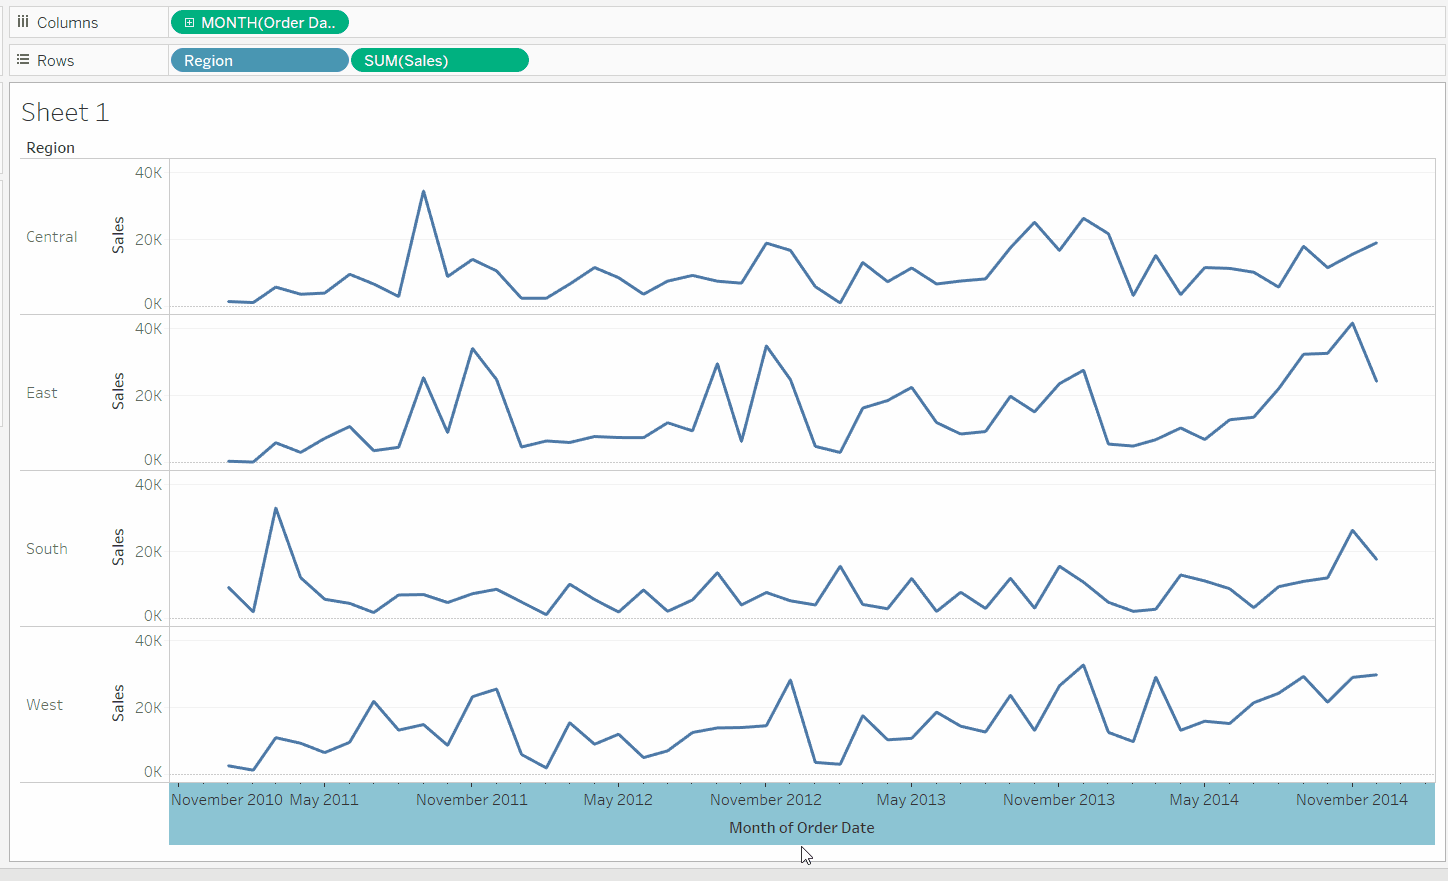 Columns MONTH(Order Da..
Rows Region SUM(Sales)
Sheet 1
Region
Central
Sales
40K
20K
0K
East
Sales
40K
20K
0K
South
Sales
40K
20K
0K
West
Sales
40K
20K
0K
November 2010 May 2011 November 2011 May 2012 November 2012 May 2013 November 2013 May 2014 November 2014
Month of Order Date